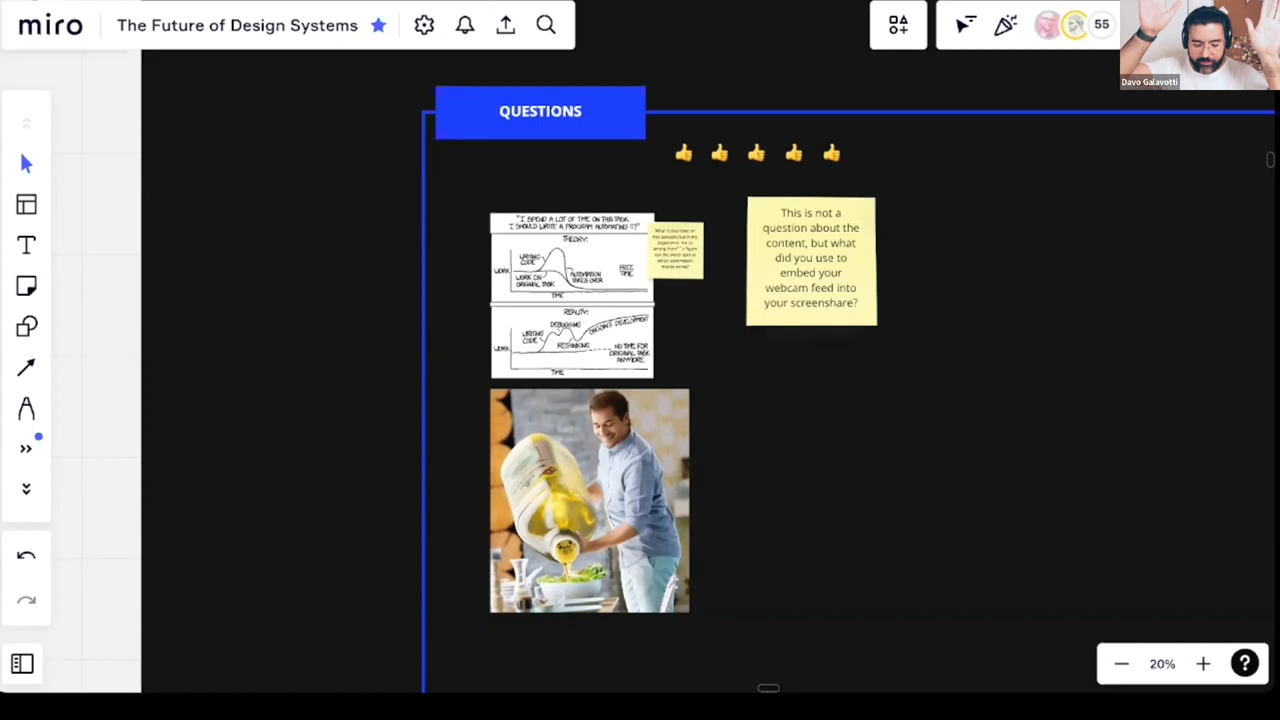 miro
The Future of Design Systems
55
Davo Galavotti
QUESTIONS
"I SPEND A LOT OF TIME ON THIS TASK.
I SHOULD WRITE A PROGRAM AUTOMATING IT!"
THEORY:
WRITING
CODE
WORK
WORK ON
ORIGINAL TASK
AUTOMATION
TAKES OVER
FREE
TIME
TIME
REALITY:
WRITING
CODE
DEBUGGING
RETHINKING
ONGOING DEVELOPMENT
WORK
NO TIME FOR
ORIGINAL TASK
ANYMORE
TIME
This is not a
question about the
content, but what
did you use to
embed your
webcam feed into
your screenshare?
20%